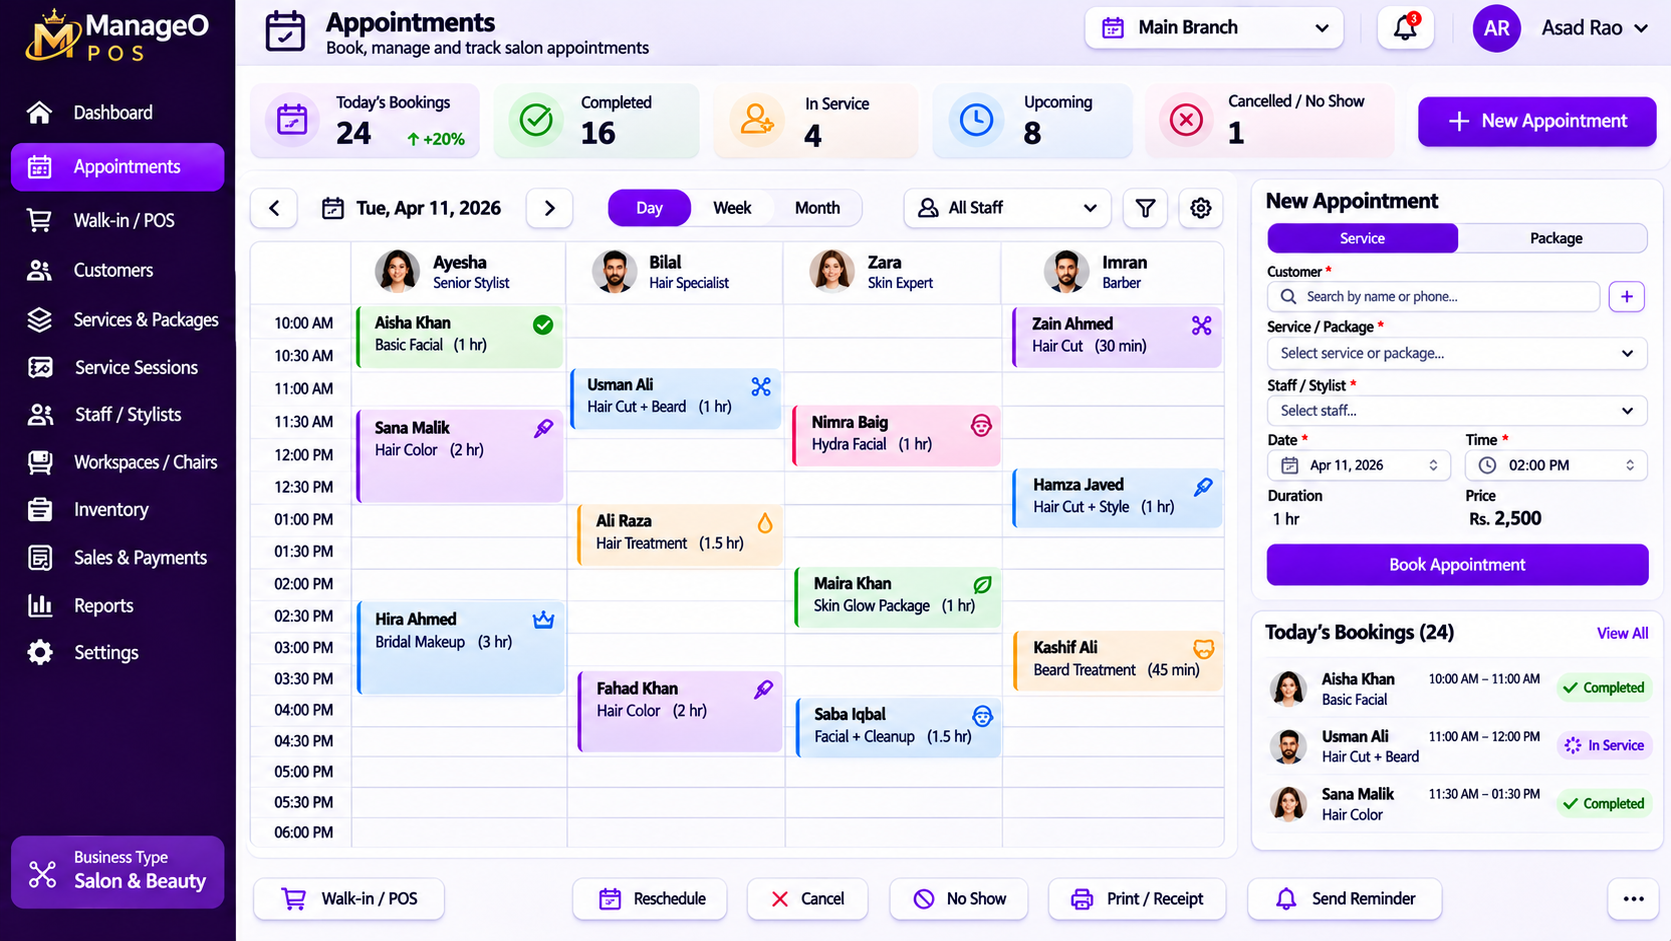 ManageO
POS
Dashboard
Appointments
Walk-in / POS
Customers
Services & Packages
Service Sessions
Staff / Stylists
Workspaces / Chairs
Inventory
Sales & Payments
Reports
Settings
Business Type
Salon & Beauty
Appointments
Book, manage and track salon appointments
Main Branch
3
AR
Asad Rao
Today's Bookings
24
+20%
Completed
16
In Service
4
Upcoming
8
Cancelled / No Show
1
New Appointment
Tue, Apr 11, 2026
Day
Week
Month
All Staff
Ayesha
Senior Stylist
Bilal
Hair Specialist
Zara
Skin Expert
Imran
Barber
10:00 AM
10:30 AM
11:00 AM
11:30 AM
12:00 PM
12:30 PM
01:00 PM
01:30 PM
02:00 PM
02:30 PM
03:00 PM
03:30 PM
04:00 PM
04:30 PM
05:00 PM
05:30 PM
06:00 PM
Aisha Khan
Basic Facial (1 hr)
Sana Malik
Hair Color (2 hr)
Hira Ahmed
Bridal Makeup (3 hr)
Usman Ali
Hair Cut + Beard (1 hr)
Ali Raza
Hair Treatment (1.5 hr)
Fahad Khan
Hair Color (2 hr)
Nimra Baig
Hydra Facial (1 hr)
Maira Khan
Skin Glow Package (1 hr)
Saba Iqbal
Facial + Cleanup (1.5 hr)
Zain Ahmed
Hair Cut (30 min)
Hamza Javed
Hair Cut + Style (1 hr)
Kashif Ali
Beard Treatment (45 min)
New Appointment
Service
Package
Customer *
Search by name or phone...
Service / Package *
Select service or package...
Staff / Stylist *
Select staff...
Date *
Time *
Apr 11, 2026
02:00 PM
Duration
Price
1 hr
Rs. 2,500
Book Appointment
Today's Bookings (24)
View All
Aisha Khan
Basic Facial
10:00 AM – 11:00 AM
Completed
Usman Ali
Hair Cut + Beard
11:00 AM – 12:00 PM
In Service
Sana Malik
Hair Color
11:30 AM – 01:30 PM
Completed
Walk-in / POS
Reschedule
Cancel
No Show
Print / Receipt
Send Reminder